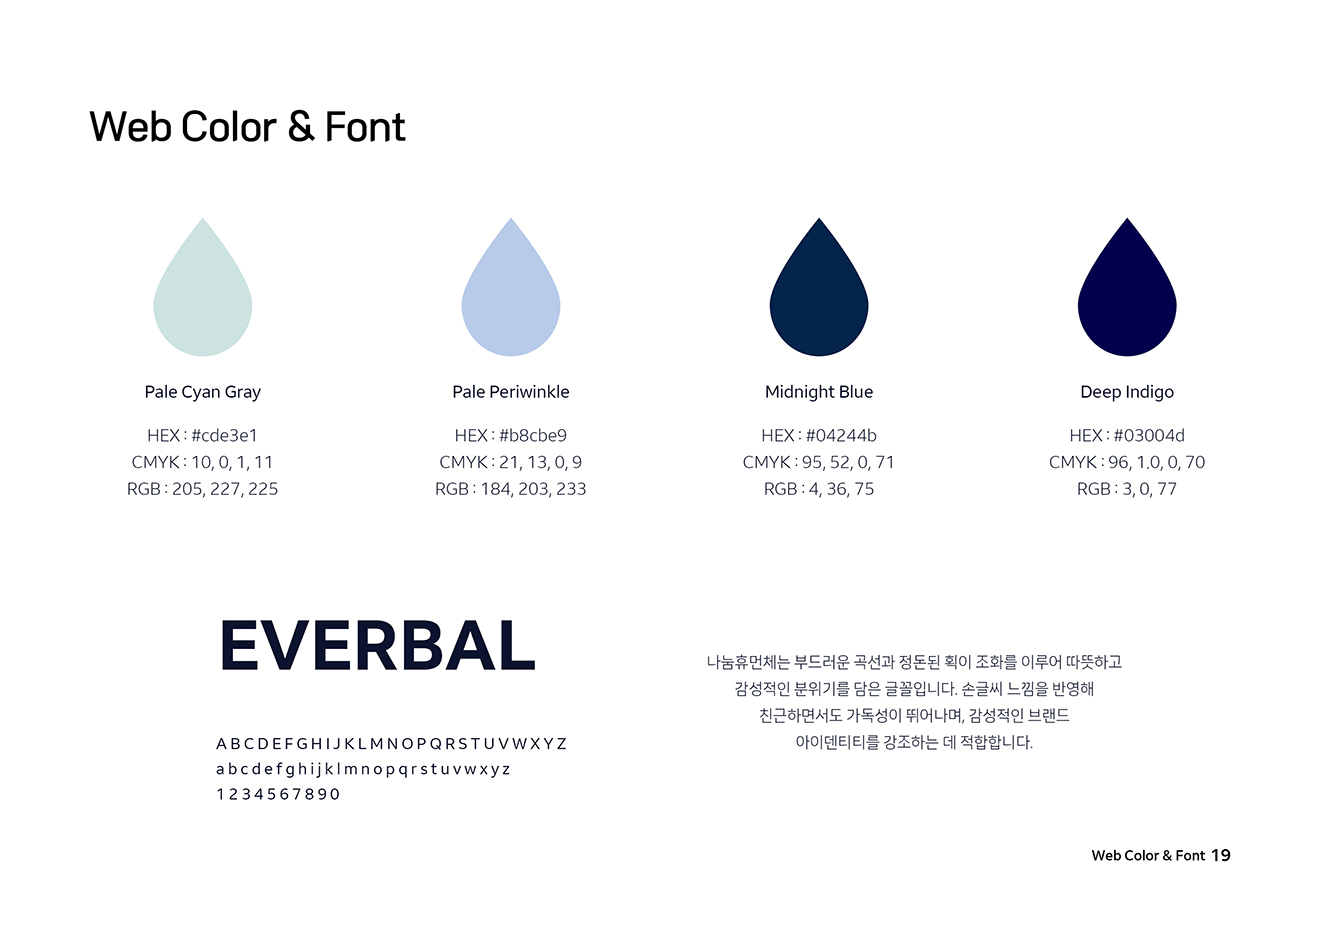 Web Color & Font
Pale Cyan Gray
HEX : #cde3e1
CMYK : 10, 0, 1, 11
RGB : 205, 227, 225
Pale Periwinkle
HEX : #b8cbe9
CMYK : 21, 13, 0, 9
RGB : 184, 203, 233
Midnight Blue
HEX : #04244b
CMYK : 95, 52, 0, 71
RGB : 4, 36, 75
Deep Indigo
HEX : #03004d
CMYK : 96, 1.0, 0, 70
RGB : 3, 0, 77
EVERBAL
A B C D E F G H I J K L M N O P Q R S T U V W X Y Z
a b c d e f g h i j k l m n o p q r s t u v w x y z
1 2 3 4 5 6 7 8 9 0
나눔휴먼체는 부드러운 곡선과 정돈된 획이 조화를 이루어 따뜻하고
감성적인 분위기를 담은 글꼴입니다. 손글씨 느낌을 반영해
친근하면서도 가독성이 뛰어나며, 감성적인 브랜드
아이덴티티를 강조하는 데 적합합니다.
Web Color & Font 19